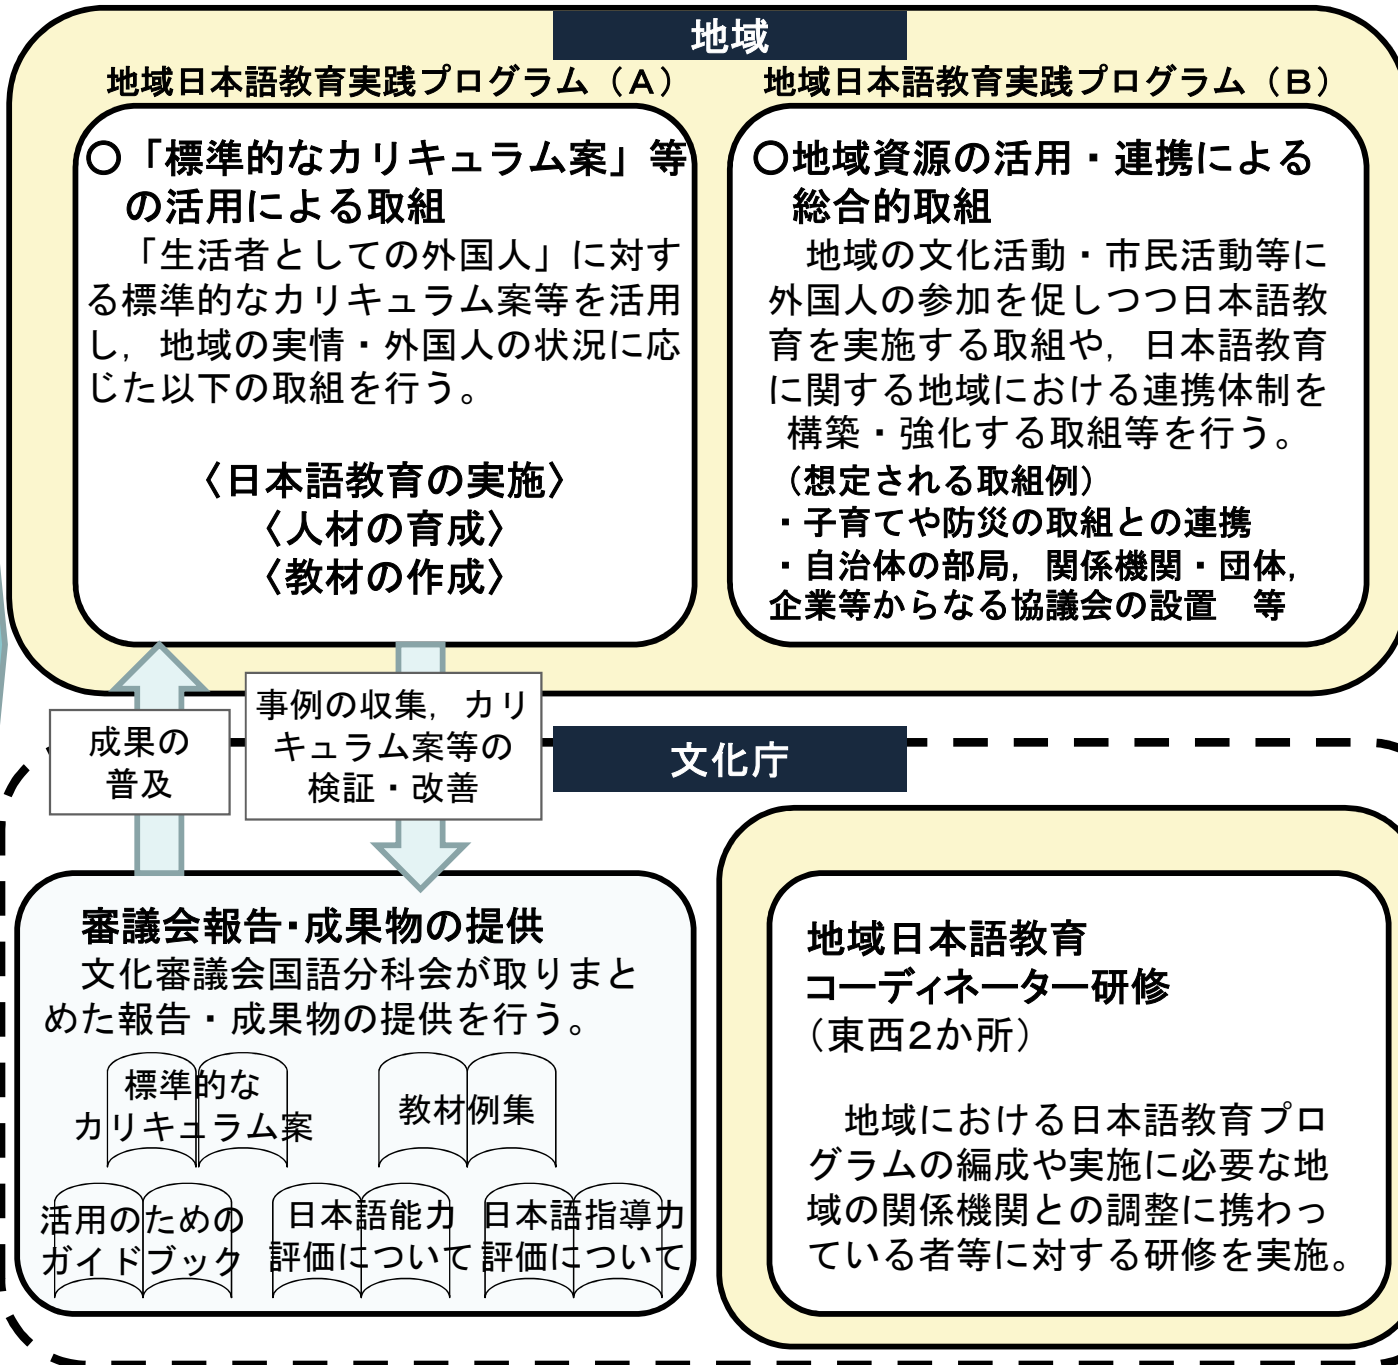 地域
地域日本語教育実践プログラム（Ａ）
〇「標準的なカリキュラム案」等
の活用による取組
「生活者としての外国人」に対す
る標準的なカリキュラム案等を活用
し，地域の実情・外国人の状況に応
じた以下の取組を行う。
〈日本語教育の実施〉
〈人材の育成〉
〈教材の作成〉
地域日本語教育実践プログラム（Ｂ）
〇地域資源の活用・連携による
総合的取組
地域の文化活動・市民活動等に
外国人の参加を促しつつ日本語教
育を実施する取組や，日本語教育
に関する地域における連携体制を
構築・強化する取組等を行う。
（想定される取組例）
・子育てや防災の取組との連携
・自治体の部局，関係機関・団体，
企業等からなる協議会の設置　等
成果の
普及
事例の収集，カリ
キュラム案等の
検証・改善
文化庁
審議会報告・成果物の提供
文化審議会国語分科会が取りまと
めた報告・成果物の提供を行う。
標準的な
カリキュラム案
教材例集
活用のための
ガイドブック
日本語能力
評価について
日本語指導力
評価について
地域日本語教育
コーディネーター研修
（東西２か所）
地域における日本語教育プロ
グラムの編成や実施に必要な地
域の関係機関との調整に携わっ
ている者等に対する研修を実施。